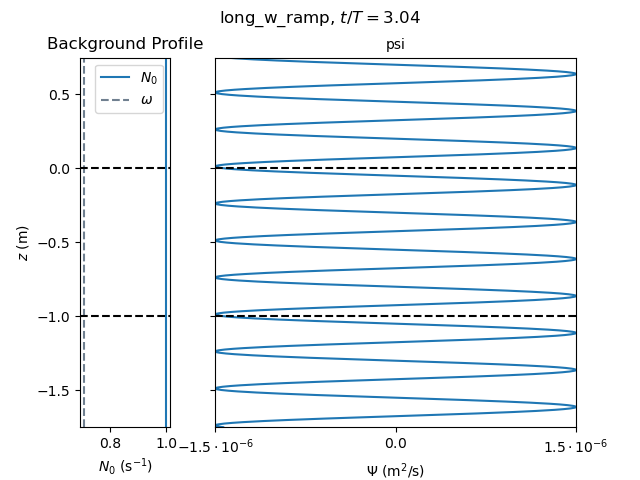 long_w_ramp, t/T = 3.04
Background Profile
psi
N₀
ω
0.5
0.0
−0.5
−1.0
−1.5
z (m)
0.8
1.0
−1.5 · 10⁻⁶
0.0
1.5 · 10⁻⁶
N₀ (s⁻¹)
Ψ (m²/s)